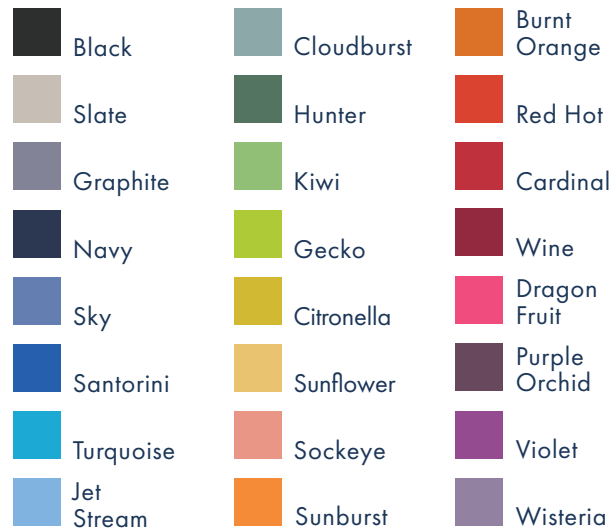 Black
Slate
Graphite
Navy
Sky
Santorini
Turquoise
Jet
Stream
Cloudburst
Hunter
Kiwi
Gecko
Citronella
Sunflower
Sockeye
Sunburst
Burnt
Orange
Red Hot
Cardinal
Wine
Dragon
Fruit
Purple
Orchid
Violet
Wisteria